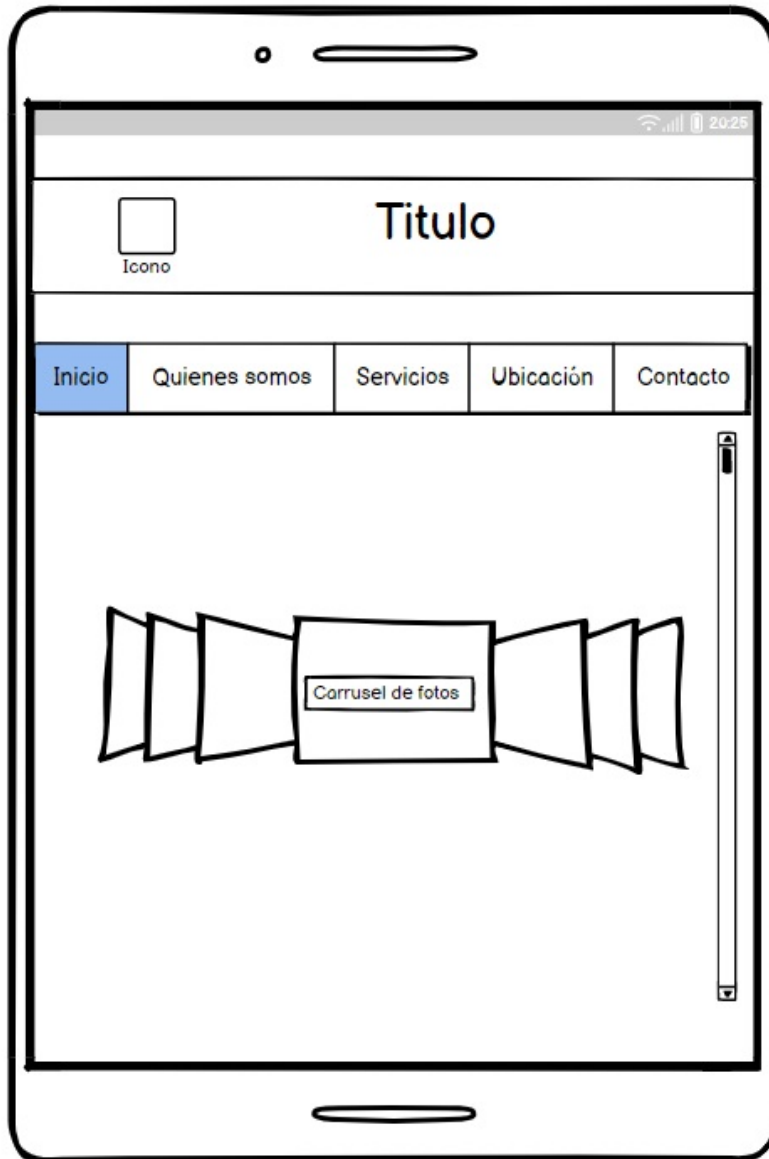 20:25
Titulo
Icono
Inicio Quienes somos Servicios Ubicación Contacto
Carrusel de fotos